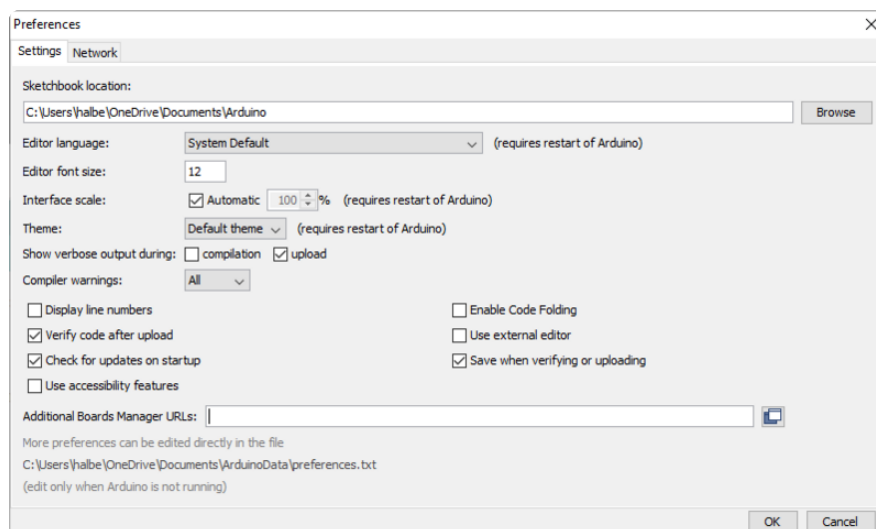 Preferences
Settings Network
Sketchbook location:
C:\Users\halbe\OneDrive\Documents\Arduino Browse
Editor language: System Default (requires restart of Arduino)
Editor font size: 12
Interface scale: Automatic 100 % (requires restart of Arduino)
Theme: Default theme (requires restart of Arduino)
Show verbose output during: compilation upload
Compiler warnings: All
Display line numbers Enable Code Folding
Verify code after upload Use external editor
Check for updates on startup Save when verifying or uploading
Use accessibility features
Additional Boards Manager URLs:
More preferences can be edited directly in the file
C:\Users\halbe\OneDrive\Documents\ArduinoData\preferences.txt
(edit only when Arduino is not running)
OK Cancel